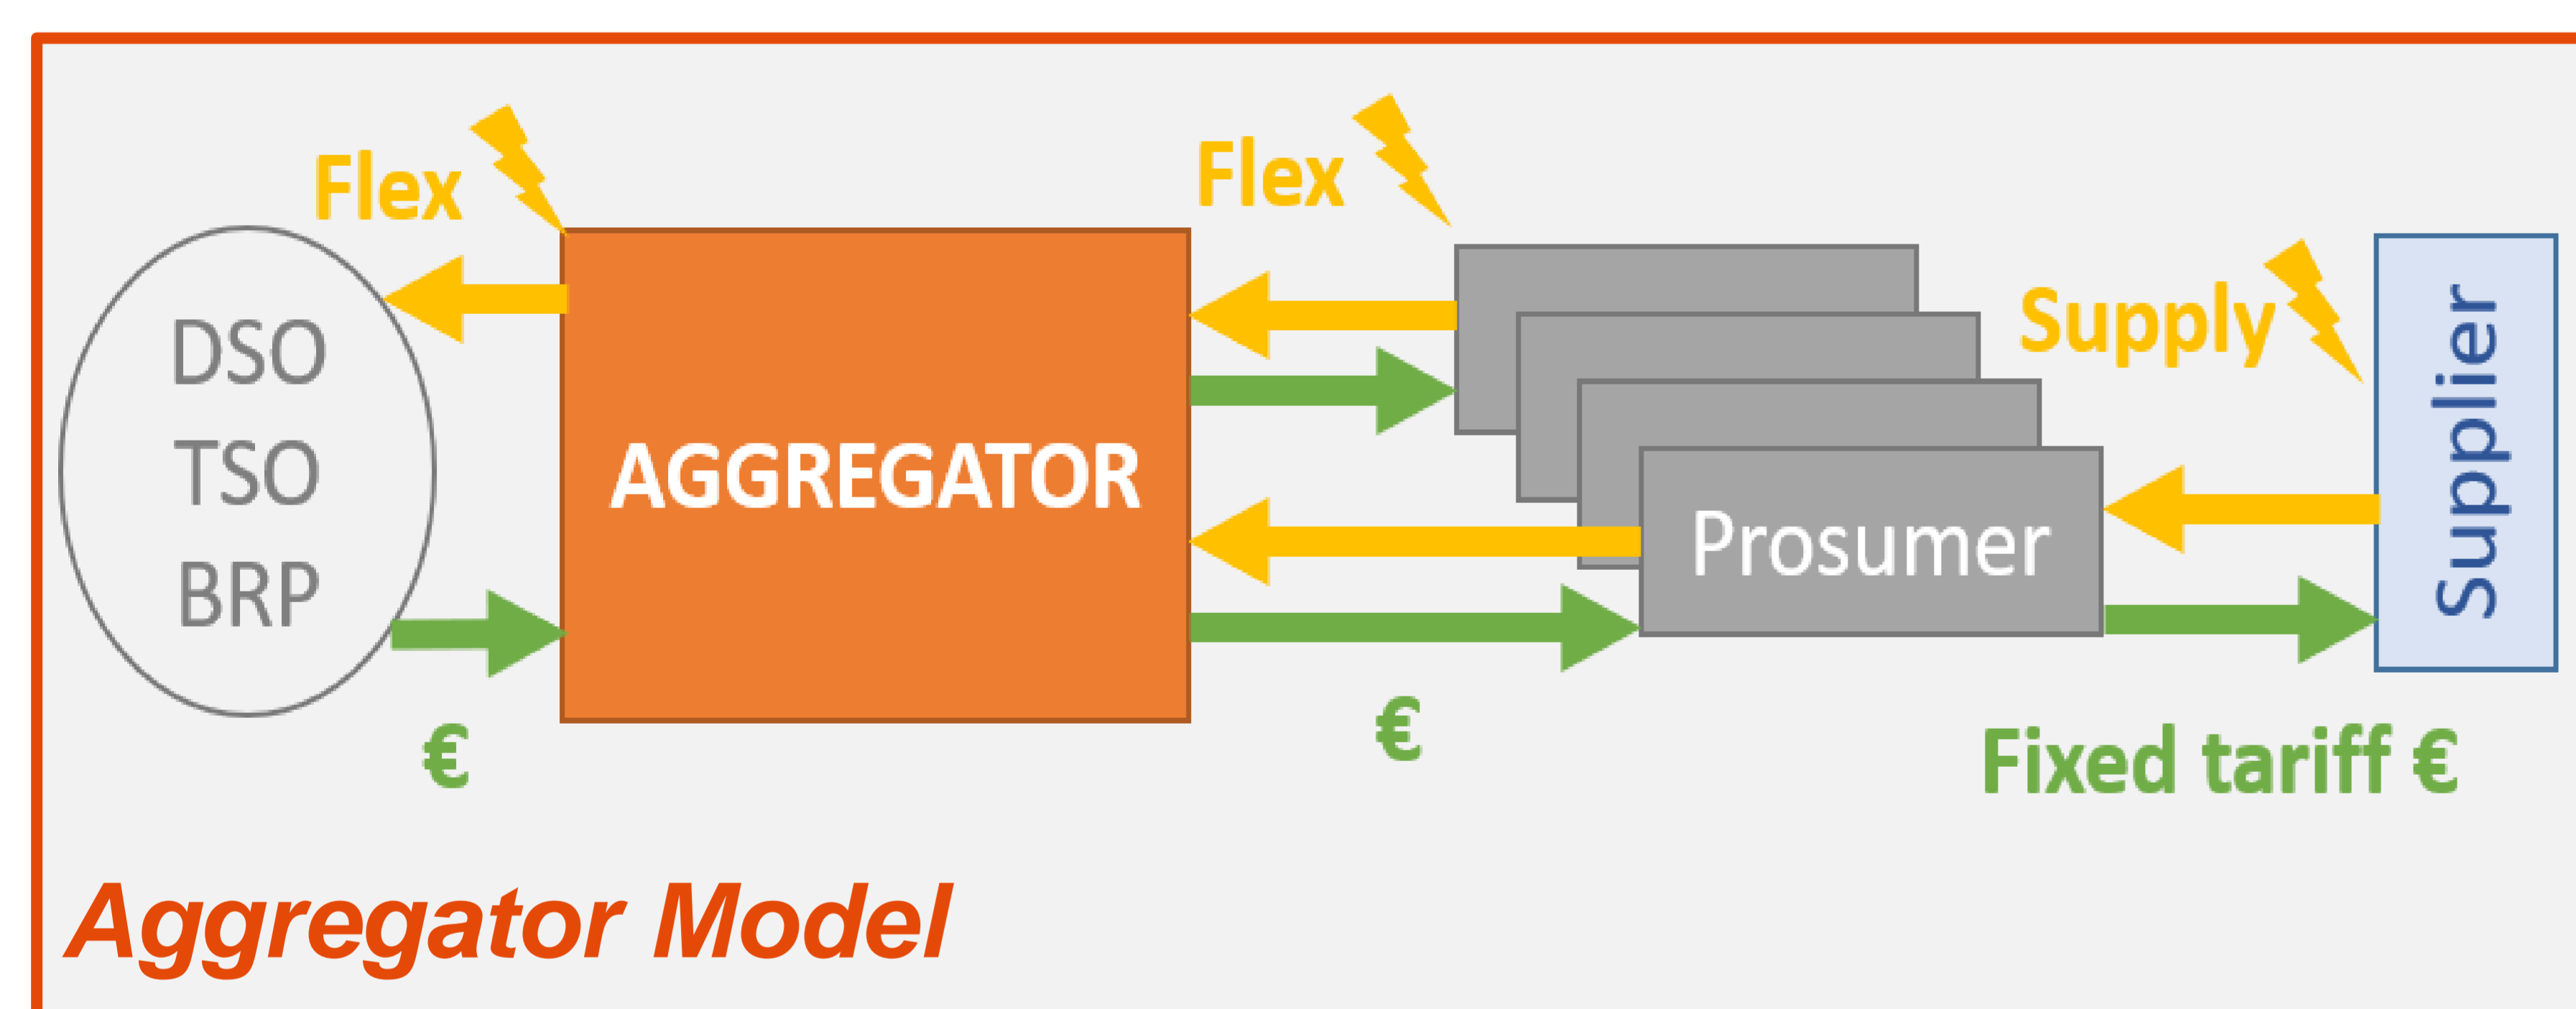 Flex
Flex
Supply
DSO
TSO
BRP
AGGREGATOR
Prosumer
Supplier
€
€
Fixed tariff €
Aggregator Model